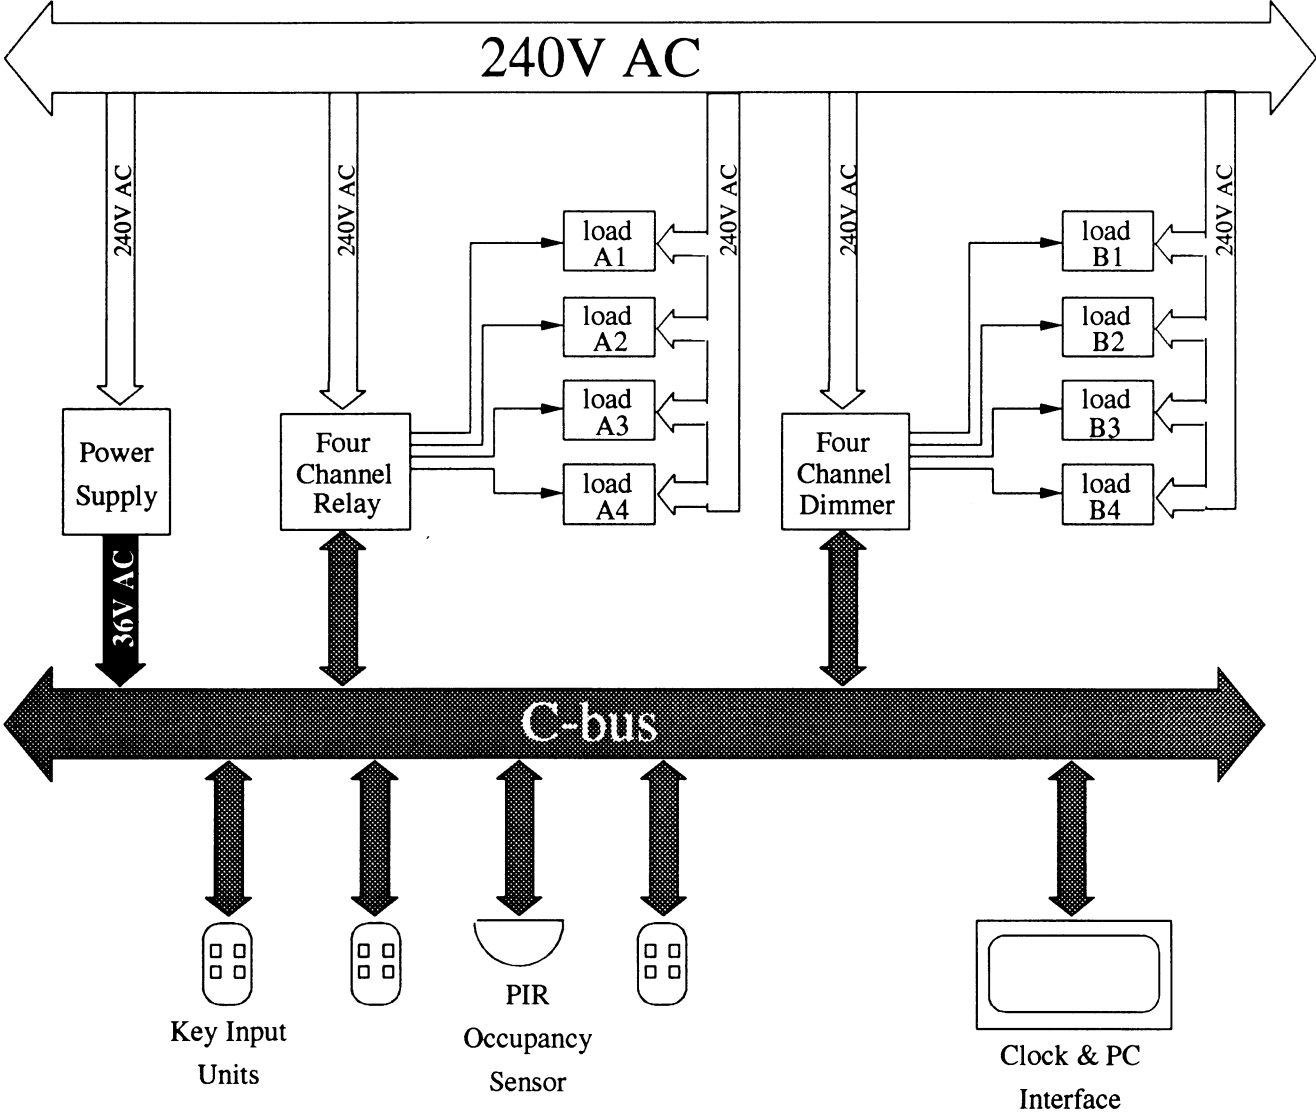 240V AC
240V AC
240V AC
240V AC
240V AC
240V AC
load
A1
load
A2
load
A3
load
A4
load
B1
load
B2
load
B3
load
B4
Power
Supply
Four
Channel
Relay
Four
Channel
Dimmer
36V AC
C-bus
Key Input
Units
PIR
Occupancy
Sensor
Clock & PC
Interface